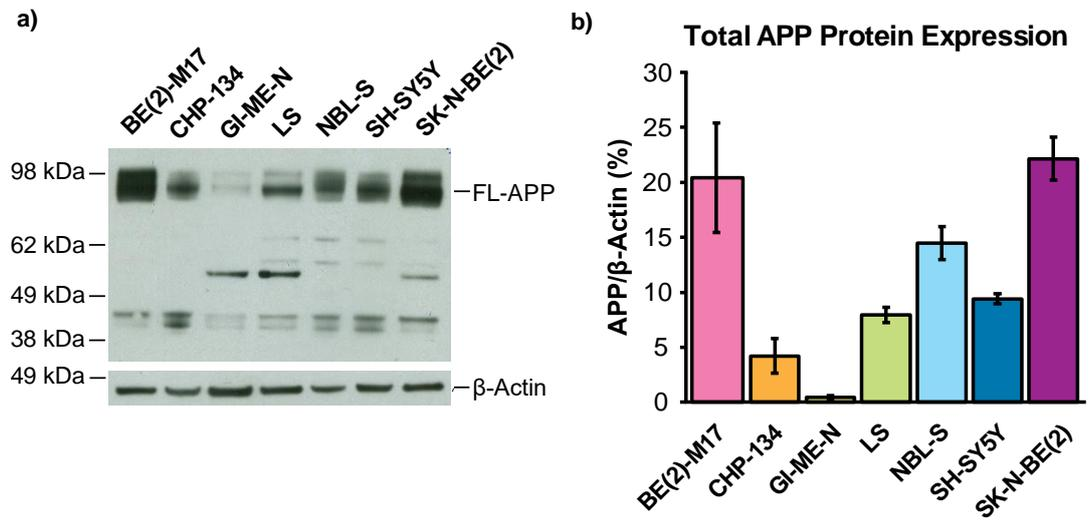 a)
BE(2)-M17
CHP-134
GI-ME-N
LS
NBL-S
SH-SY5Y
SK-N-BE(2)
98 kDa
FL-APP
62 kDa
49 kDa
38 kDa
49 kDa
β-Actin
b)
Total APP Protein Expression
APP/β-Actin (%)
30
25
20
15
10
5
0
BE(2)-M17
CHP-134
GI-ME-N
LS
NBL-S
SH-SY5Y
SK-N-BE(2)